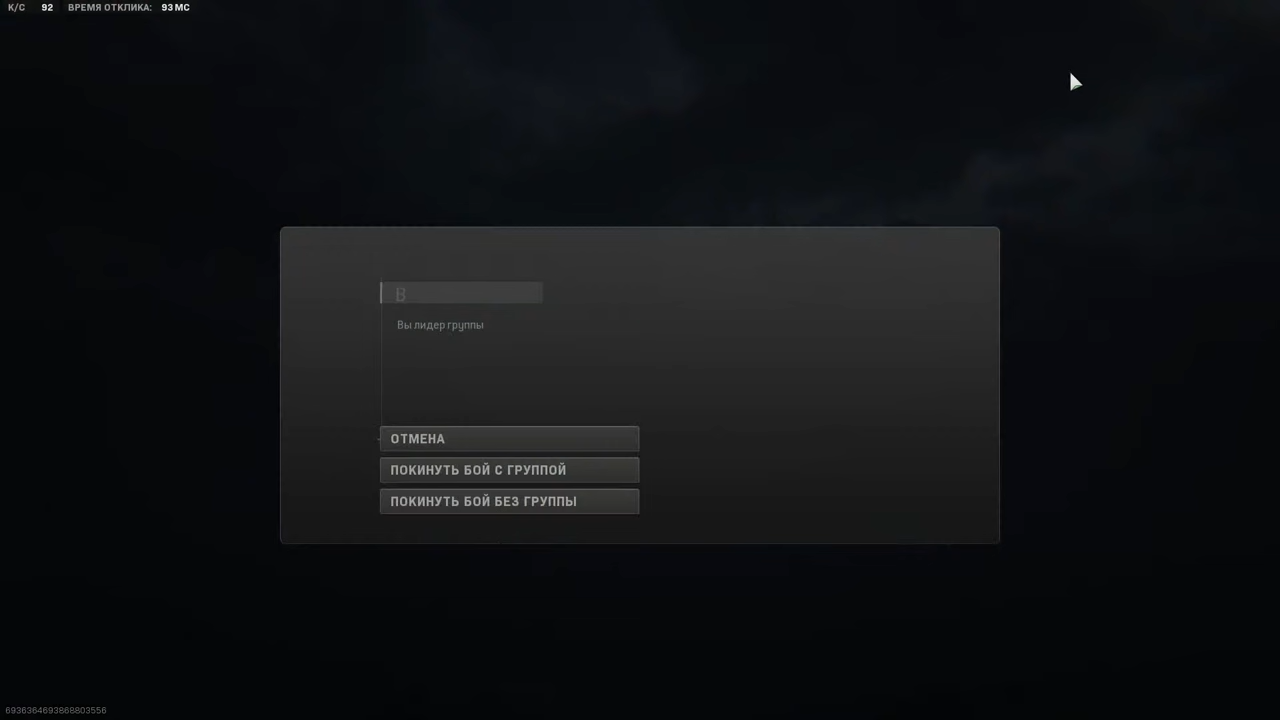 К/С 92 ВРЕМЯ ОТКЛИКА: 93 МС
В
Вы лидер группы
ОТМЕНА
ПОКИНУТЬ БОЙ С ГРУППОЙ
ПОКИНУТЬ БОЙ БЕЗ ГРУППЫ
6936364693868803556